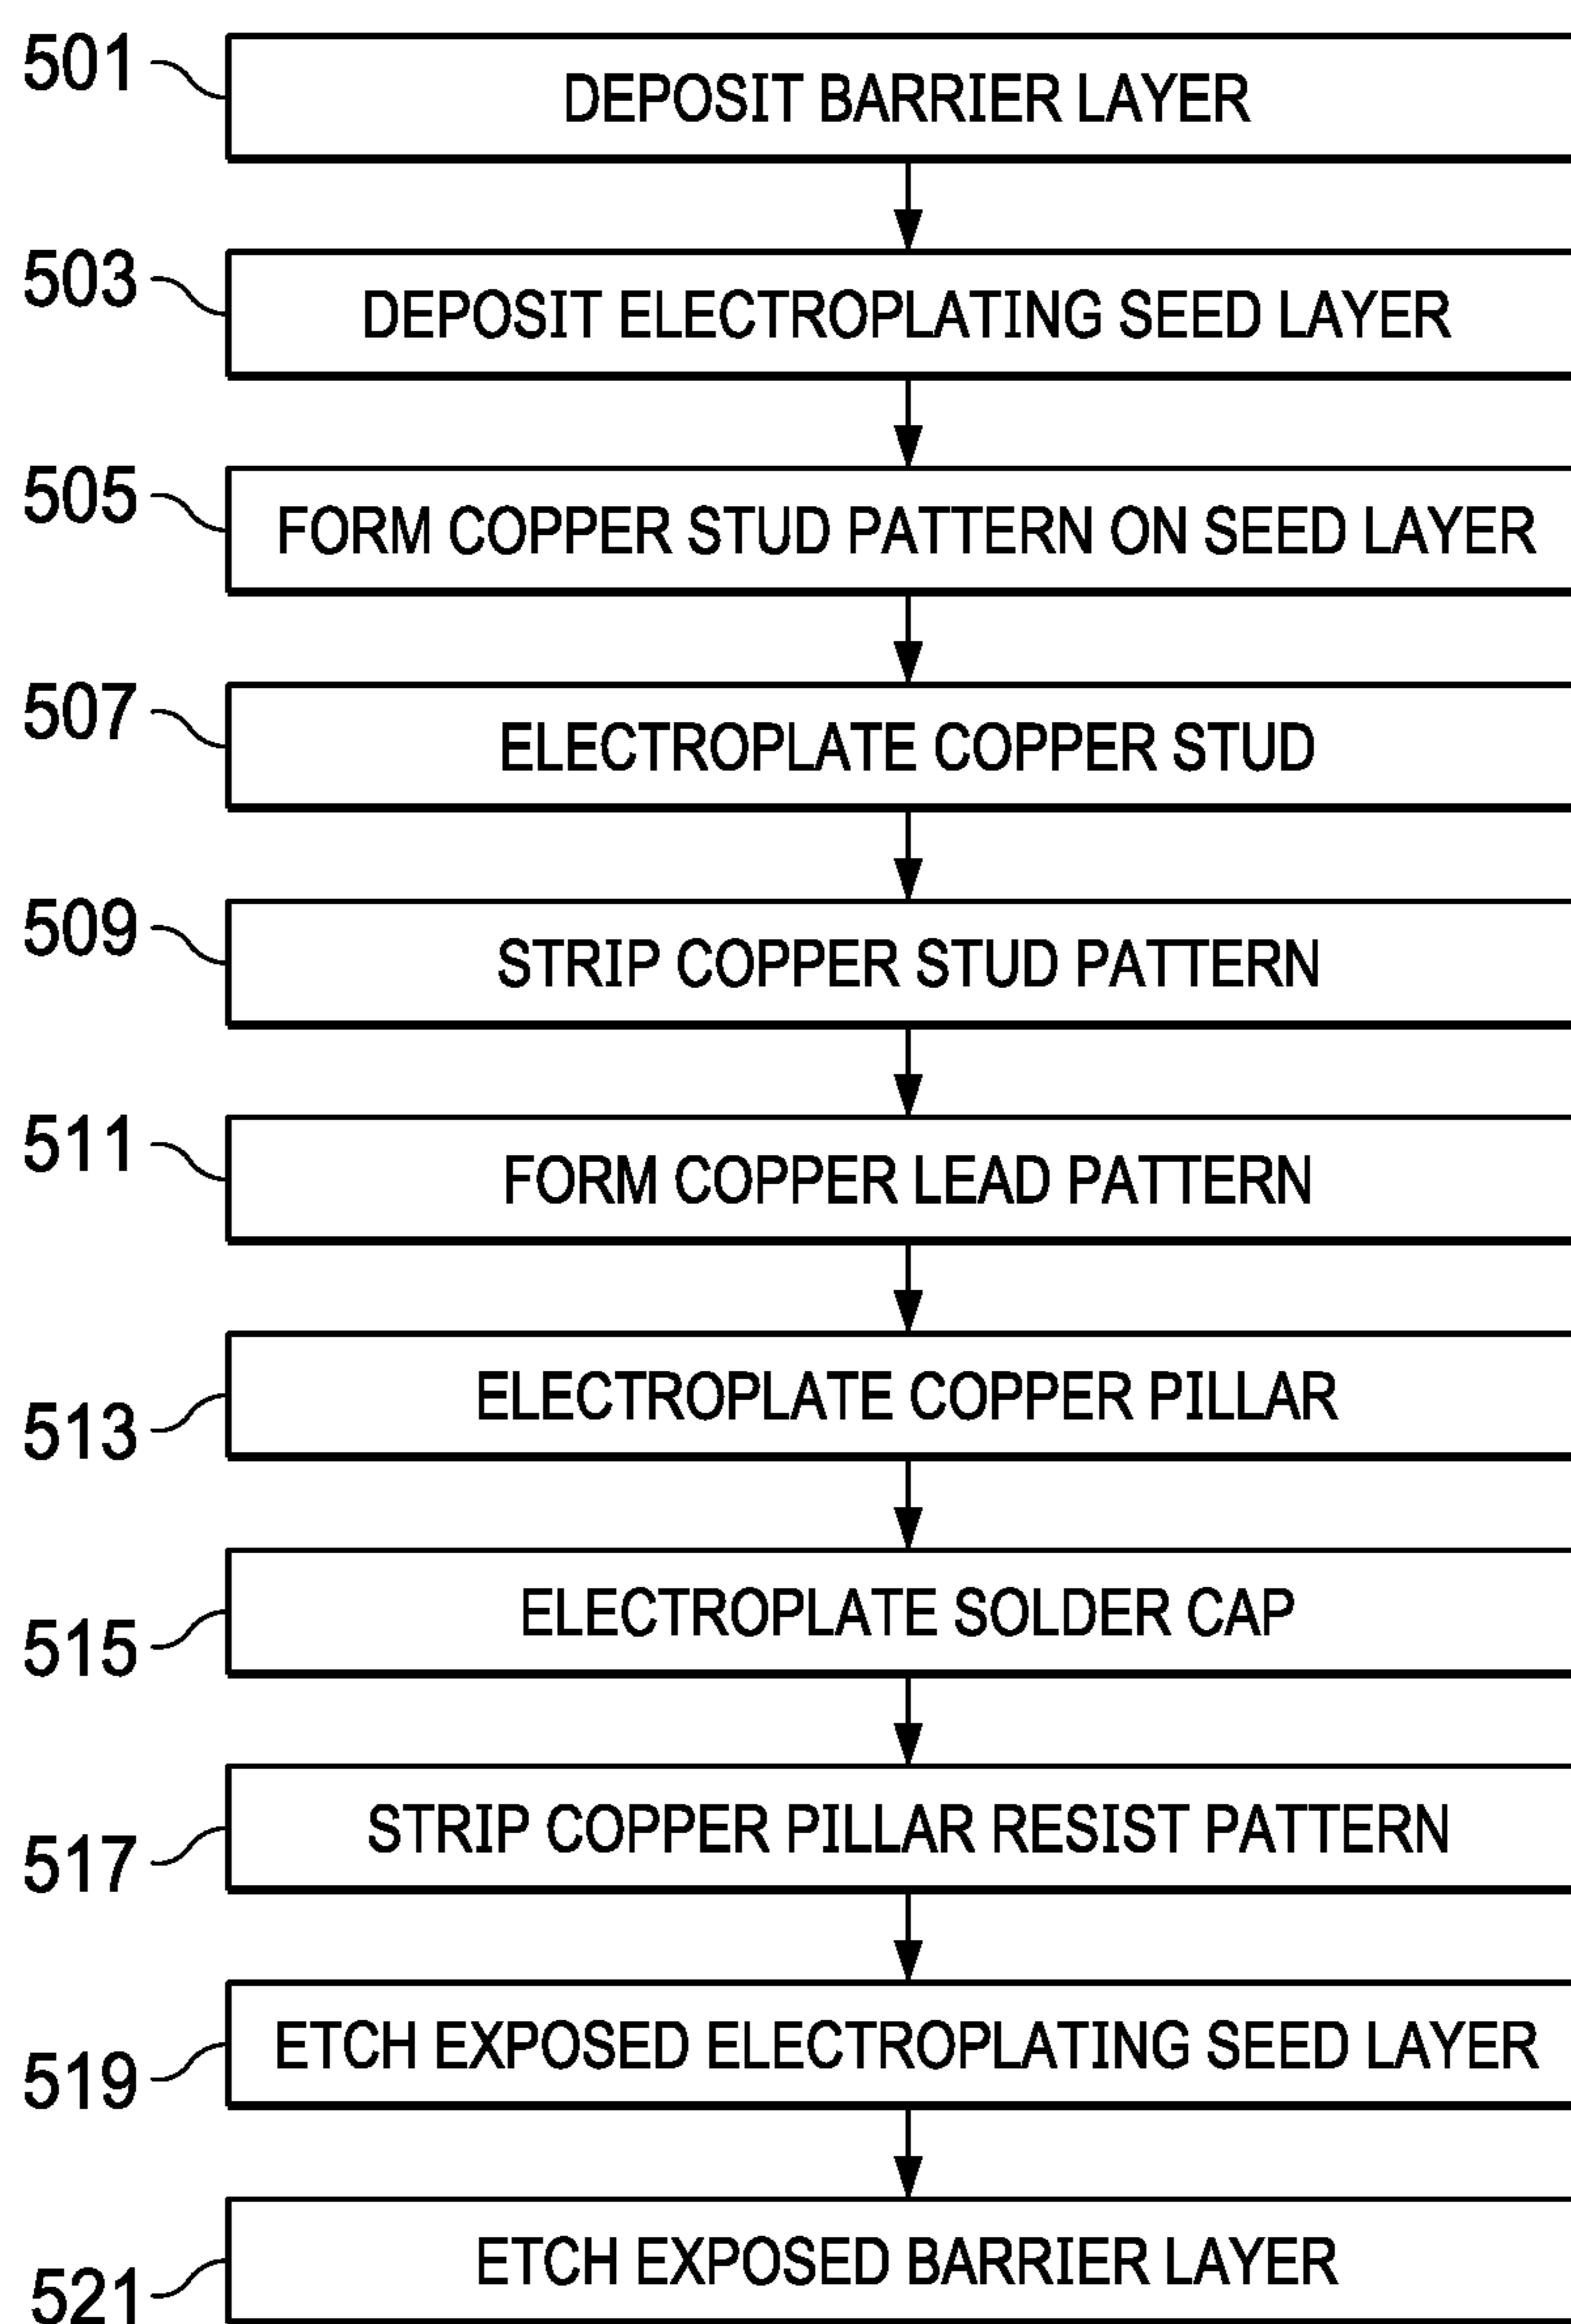 501 DEPOSIT BARRIER LAYER
503 DEPOSIT ELECTROPLATING SEED LAYER
505 FORM COPPER STUD PATTERN ON SEED LAYER
507 ELECTROPLATE COPPER STUD
509 STRIP COPPER STUD PATTERN
511 FORM COPPER LEAD PATTERN
513 ELECTROPLATE COPPER PILLAR
515 ELECTROPLATE SOLDER CAP
517 STRIP COPPER PILLAR RESIST PATTERN
519 ETCH EXPOSED ELECTROPLATING SEED LAYER
521 ETCH EXPOSED BARRIER LAYER